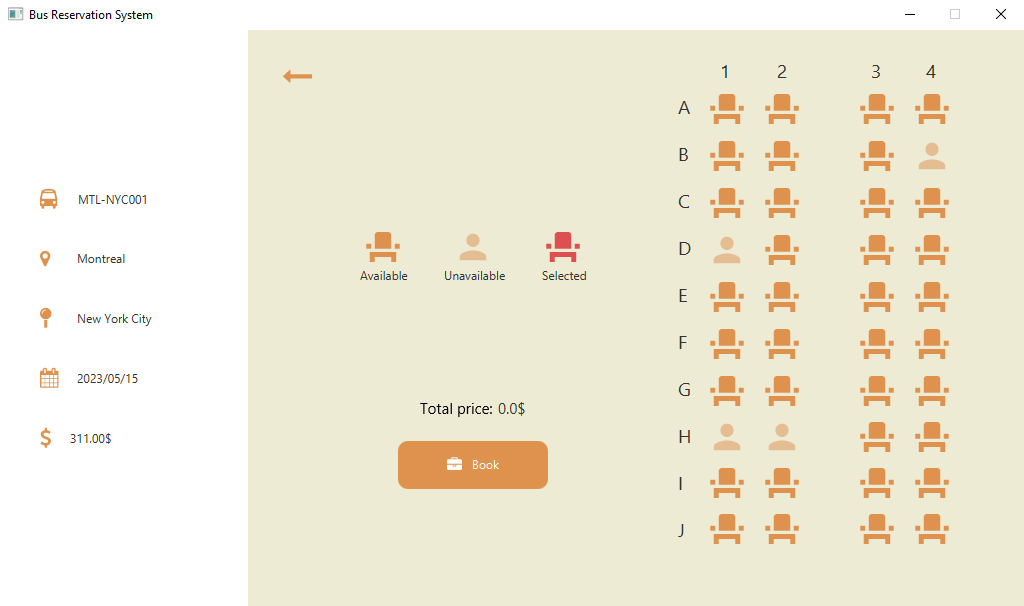 Bus Reservation System
MTL-NYC001
Montreal
New York City
2023/05/15
311.00$
Available Unavailable Selected
Total price: 0.0$
Book
1 2 3 4
A
B
C
D
E
F
G
H
I
J